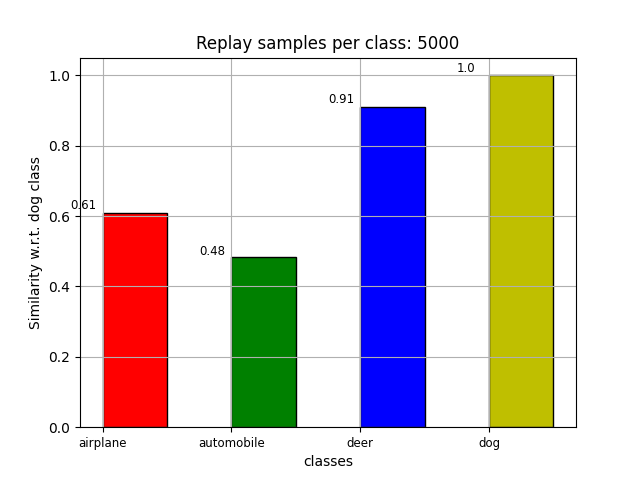 Replay samples per class: 5000
Similarity w.r.t. dog class
1.0
0.8
0.6
0.4
0.2
0.0
0.61
0.48
0.91
1.0
airplane
automobile
deer
dog
classes